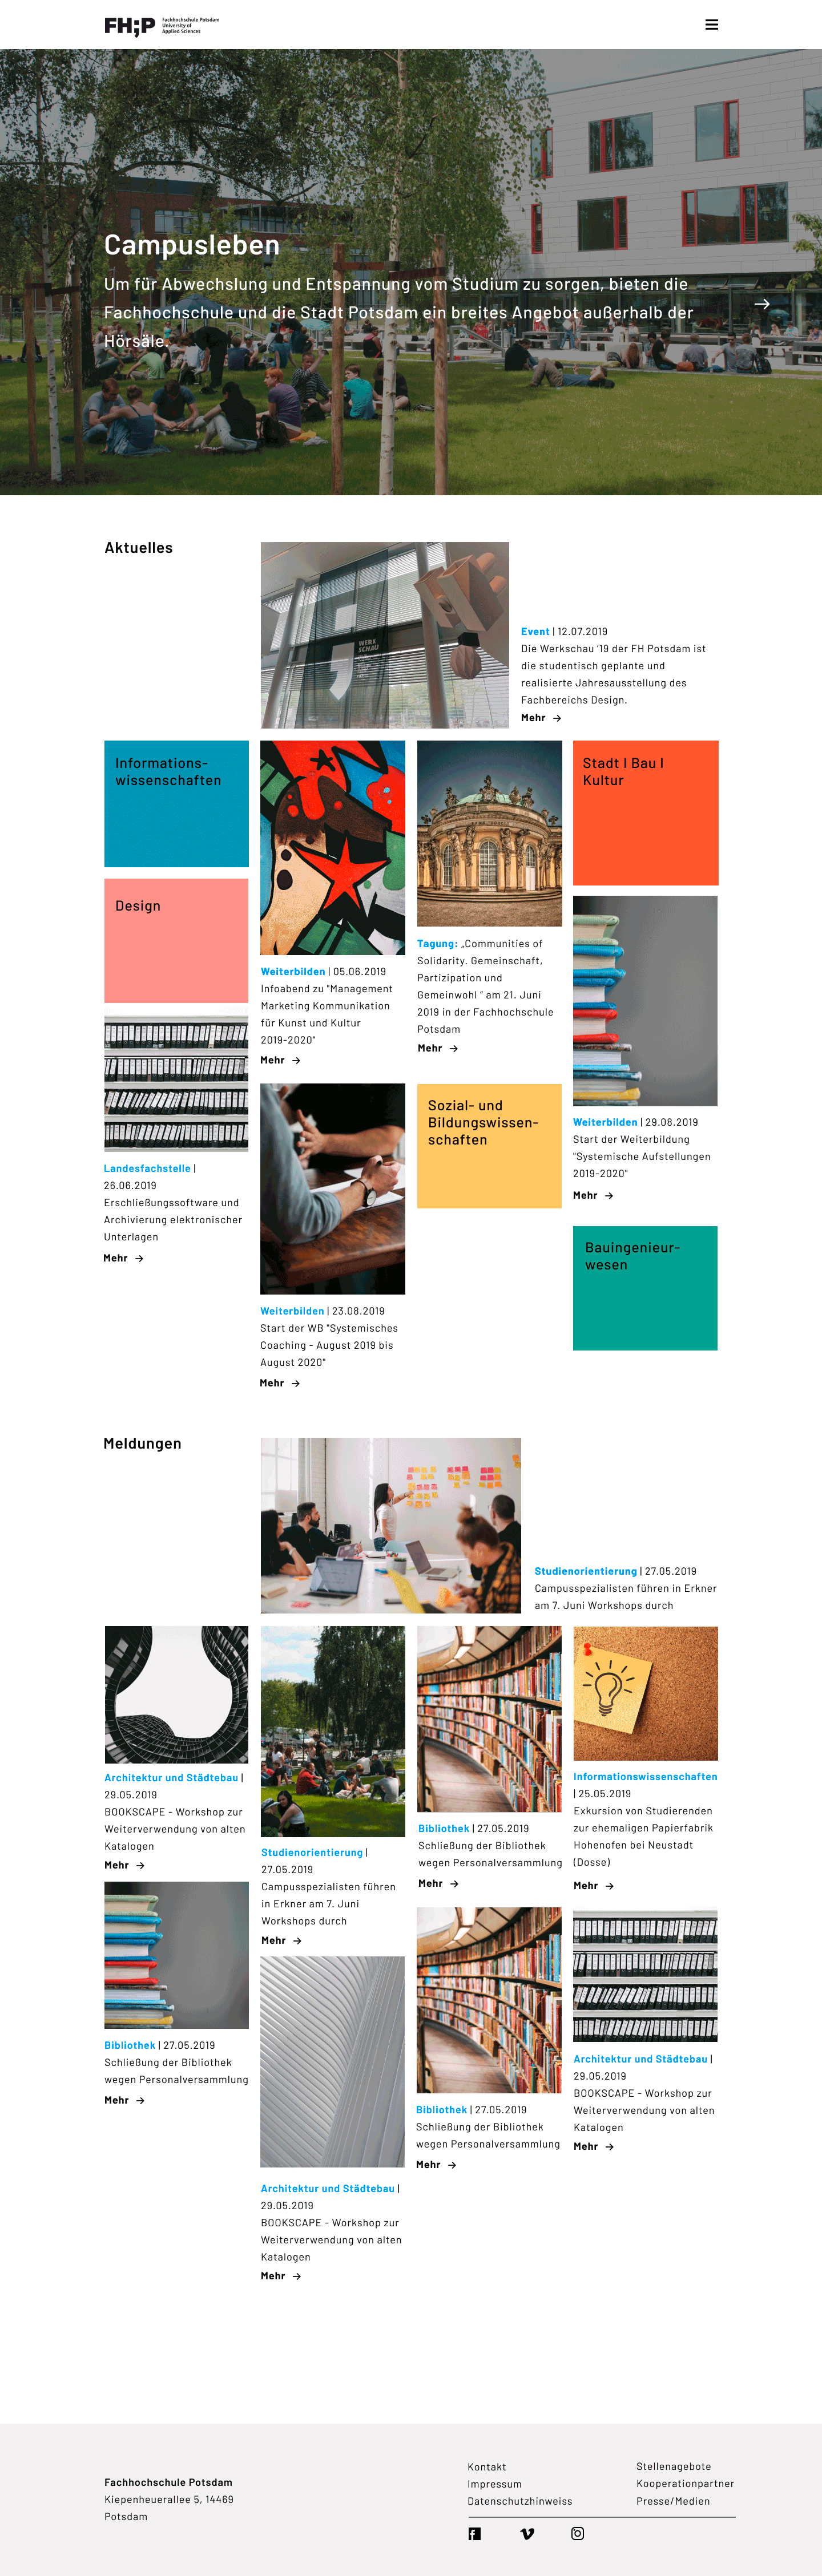 FH;P
Fachhochschule Potsdam
University of
Applied Sciences
Campusleben
Um für Abwechslung und Entspannung vom Studium zu sorgen, bieten die
Fachhochschule und die Stadt Potsdam ein breites Angebot außerhalb der
Hörsäle.
Aktuelles
WERK
SCHAU
Event | 12.07.2019
Die Werkschau '19 der FH Potsdam ist
die studentisch geplante und
realisierte Jahresausstellung des
Fachbereichs Design.
Mehr →
Informations-
wissenschaften
Design
Landesfachstelle |
26.06.2019
Erschließungssoftware und
Archivierung elektronischer
Unterlagen
Mehr →
Weiterbilden | 05.06.2019
Infoabend zu "Management
Marketing Kommunikation
für Kunst und Kultur
2019-2020"
Mehr →
Weiterbilden | 23.08.2019
Start der WB "Systemisches
Coaching - August 2019 bis
August 2020"
Mehr →
Tagung: „Communities of
Solidarity. Gemeinschaft,
Partizipation und
Gemeinwohl “ am 21. Juni
2019 in der Fachhochschule
Potsdam
Mehr →
Sozial- und
Bildungswissen-
schaften
Stadt I Bau I
Kultur
Weiterbilden | 29.08.2019
Start der Weiterbildung
"Systemische Aufstellungen
2019-2020"
Mehr →
Bauingenieur-
wesen
Meldungen
Studienorientierung | 27.05.2019
Campusspezialisten führen in Erkner
am 7. Juni Workshops durch
Architektur und Städtebau |
29.05.2019
BOOKSCAPE - Workshop zur
Weiterverwendung von alten
Katalogen
Mehr →
Bibliothek | 27.05.2019
Schließung der Bibliothek
wegen Personalversammlung
Mehr →
Studienorientierung |
27.05.2019
Campusspezialisten führen
in Erkner am 7. Juni
Workshops durch
Mehr →
Architektur und Städtebau |
29.05.2019
BOOKSCAPE - Workshop zur
Weiterverwendung von alten
Katalogen
Mehr →
Bibliothek | 27.05.2019
Schließung der Bibliothek
wegen Personalversammlung
Mehr →
Bibliothek | 27.05.2019
Schließung der Bibliothek
wegen Personalversammlung
Mehr →
Informationswissenschaften
| 25.05.2019
Exkursion von Studierenden
zur ehemaligen Papierfabrik
Hohenofen bei Neustadt
(Dosse)
Mehr →
Architektur und Städtebau |
29.05.2019
BOOKSCAPE - Workshop zur
Weiterverwendung von alten
Katalogen
Mehr →
Fachhochschule Potsdam
Kiepenheuerallee 5, 14469
Potsdam
Kontakt
Impressum
Datenschutzhinweiss
Stellenagebote
Kooperationpartner
Presse/Medien